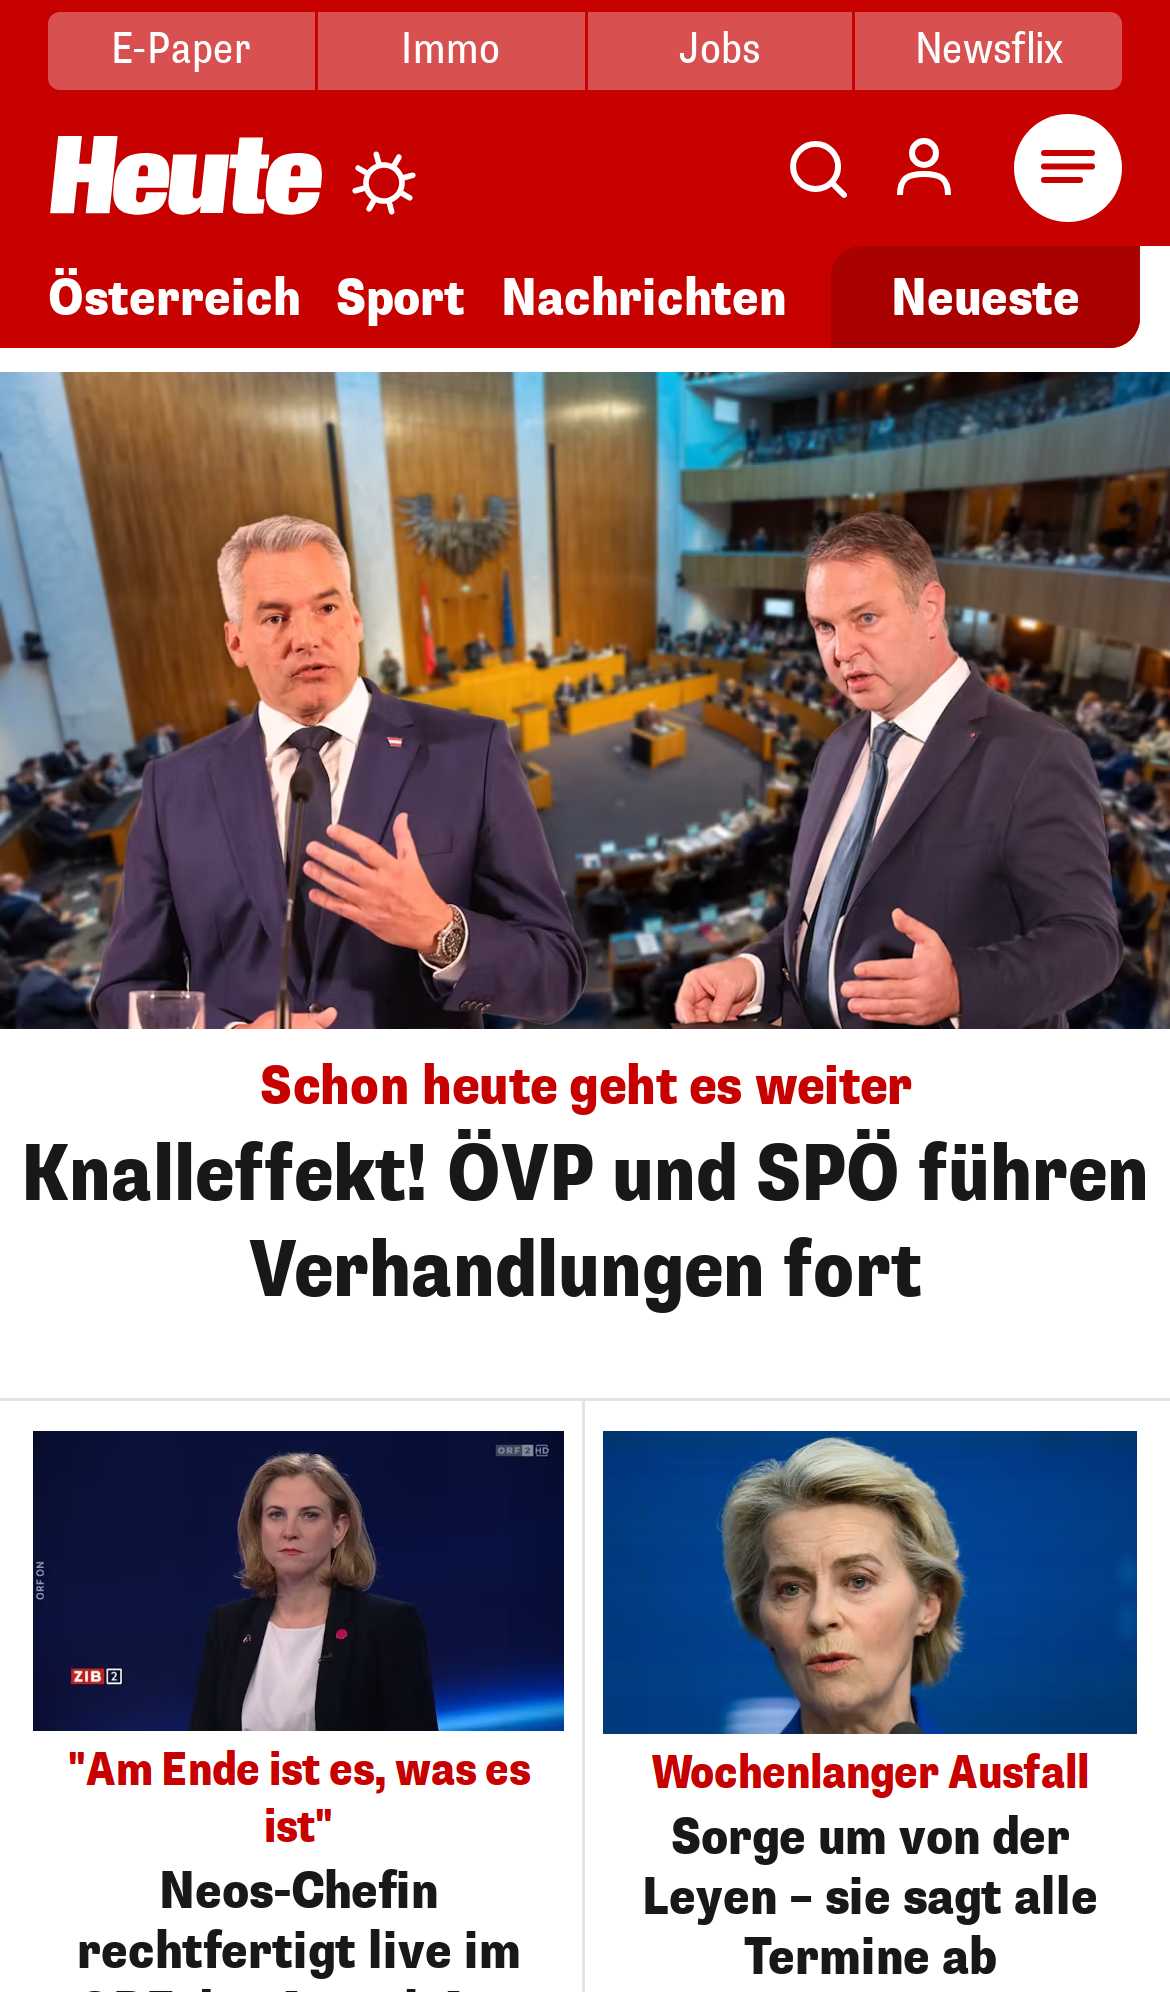 E-Paper
Immo
Jobs
Newsflix
Heute
Österreich
Sport
Nachrichten
Neueste
Schon heute geht es weiter
Knalleffekt! ÖVP und SPÖ führen
Verhandlungen fort
ORF 2 HD
ORF ON
ZIB 2
"Am Ende ist es, was es
ist"
Neos-Chefin
rechtfertigt live im
Wochenlanger Ausfall
Sorge um von der
Leyen – sie sagt alle
Termine ab